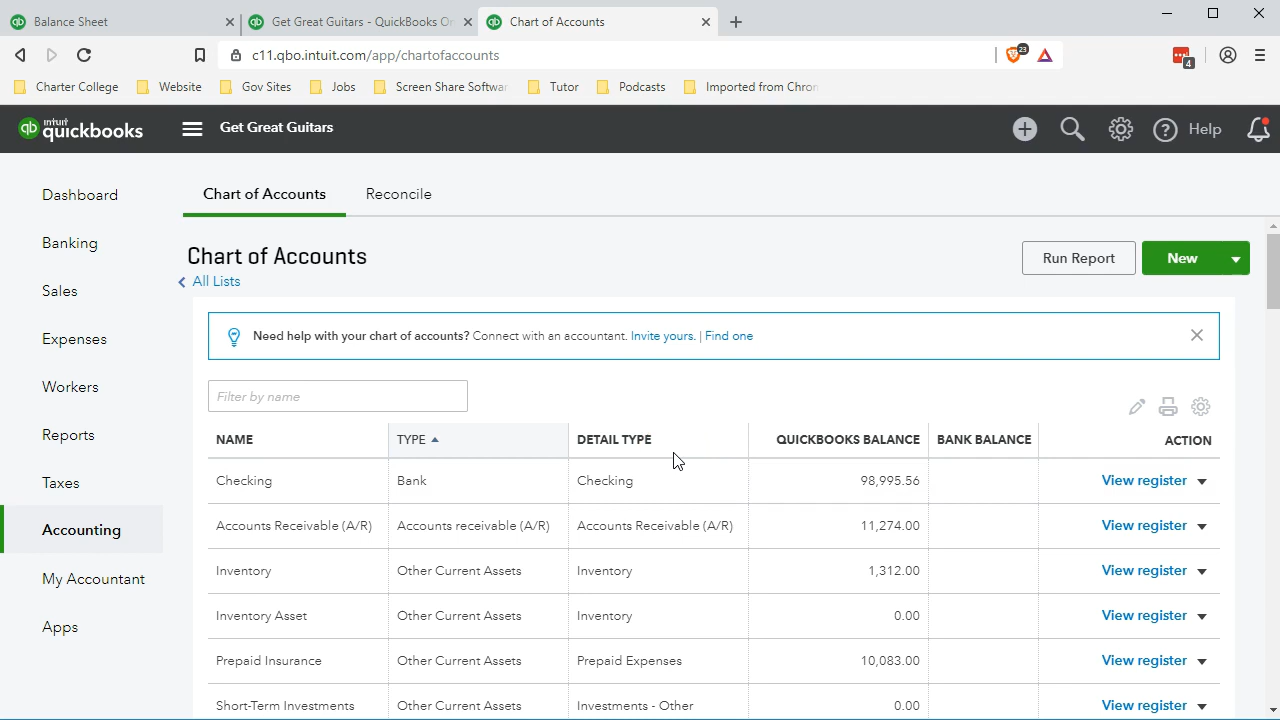 Balance Sheet
Get Great Guitars - QuickBooks On
Chart of Accounts
c11.qbo.intuit.com/app/chartofaccounts
23
4
Charter College
Website
Gov Sites
Jobs
Screen Share Softwar
Tutor
Podcasts
Imported from Chron
qb intuit quickbooks
Get Great Guitars
Help
Dashboard
Banking
Sales
Expenses
Workers
Reports
Taxes
Accounting
My Accountant
Apps
Chart of Accounts
Reconcile
Chart of Accounts
All Lists
Run Report
New
Need help with your chart of accounts? Connect with an accountant. Invite yours. | Find one
Filter by name
NAME TYPE DETAIL TYPE QUICKBOOKS BALANCE BANK BALANCE ACTION
Checking Bank Checking 98,995.56 View register
Accounts Receivable (A/R) Accounts receivable (A/R) Accounts Receivable (A/R) 11,274.00 View register
Inventory Other Current Assets Inventory 1,312.00 View register
Inventory Asset Other Current Assets Inventory 0.00 View register
Prepaid Insurance Other Current Assets Prepaid Expenses 10,083.00 View register
Short-Term Investments Other Current Assets Investments - Other 0.00 View register